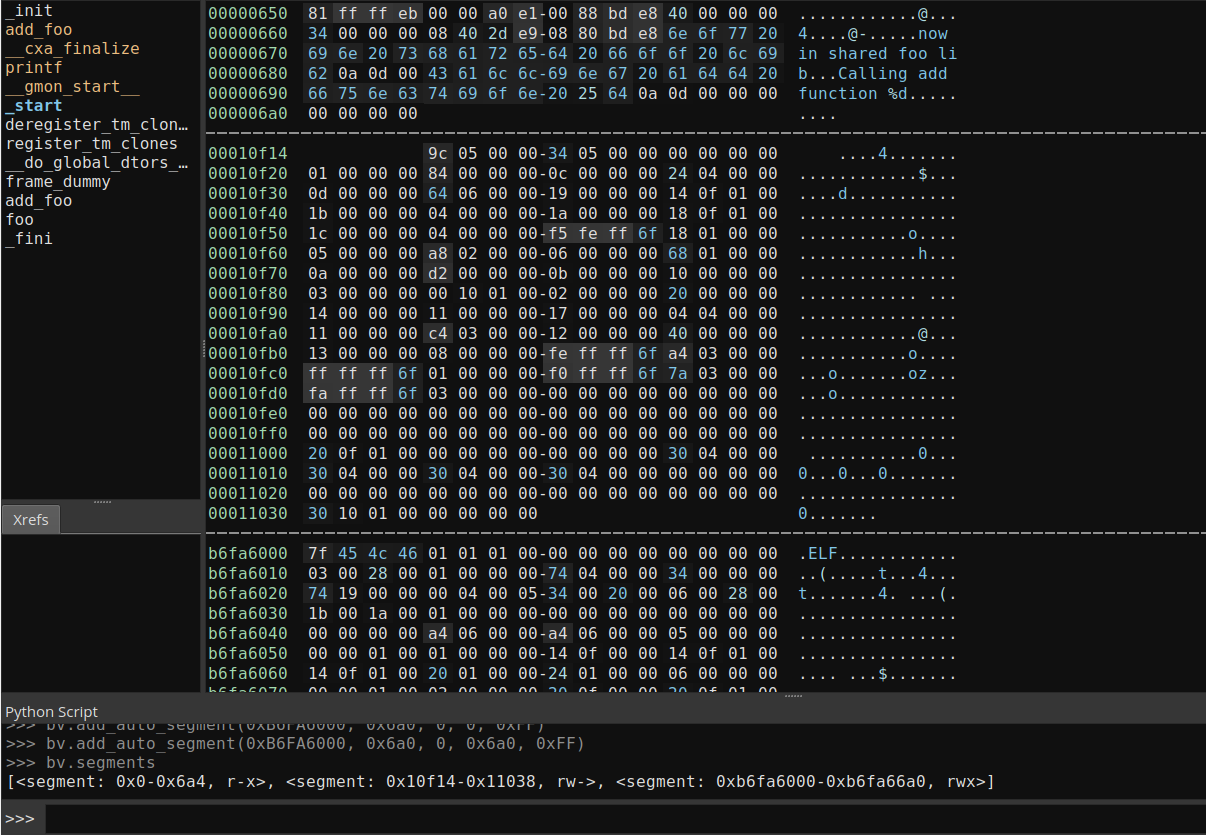 _init
add_foo
__cxa_finalize
printf
__gmon_start__
_start
deregister_tm_clon…
register_tm_clones
__do_global_dtors_…
frame_dummy
add_foo
foo
_fini
Xrefs
00000650 81 ff ff eb 00 00 a0 e1-00 88 bd e8 40 00 00 00 ............@...
00000660 34 00 00 00 08 40 2d e9-08 80 bd e8 6e 6f 77 20 4....@-.....now
00000670 69 6e 20 73 68 61 72 65-64 20 66 6f 6f 20 6c 69 in shared foo li
00000680 62 0a 0d 00 43 61 6c 6c-69 6e 67 20 61 64 64 20 b...Calling add
00000690 66 75 6e 63 74 69 6f 6e-20 25 64 0a 0d 00 00 00 function %d.....
000006a0 00 00 00 00 ....
00010f14 9c 05 00 00-34 05 00 00 00 00 00 00 ....4.......
00010f20 01 00 00 00 84 00 00 00-0c 00 00 00 24 04 00 00 ............$...
00010f30 0d 00 00 00 64 06 00 00-19 00 00 00 14 0f 01 00 ....d...........
00010f40 1b 00 00 00 04 00 00 00-1a 00 00 00 18 0f 01 00 ................
00010f50 1c 00 00 00 04 00 00 00-f5 fe ff 6f 18 01 00 00 ...........o....
00010f60 05 00 00 00 a8 02 00 00-06 00 00 00 68 01 00 00 ............h...
00010f70 0a 00 00 00 d2 00 00 00-0b 00 00 00 10 00 00 00 ................
00010f80 03 00 00 00 00 10 01 00-02 00 00 00 20 00 00 00 ............ ...
00010f90 14 00 00 00 11 00 00 00-17 00 00 00 04 04 00 00 ................
00010fa0 11 00 00 00 c4 03 00 00-12 00 00 00 40 00 00 00 ............@...
00010fb0 13 00 00 00 08 00 00 00-fe ff ff 6f a4 03 00 00 ...........o....
00010fc0 ff ff ff 6f 01 00 00 00-f0 ff ff 6f 7a 03 00 00 ...o.......oz...
00010fd0 fa ff ff 6f 03 00 00 00-00 00 00 00 00 00 00 00 ...o............
00010fe0 00 00 00 00 00 00 00 00-00 00 00 00 00 00 00 00 ................
00010ff0 00 00 00 00 00 00 00 00-00 00 00 00 00 00 00 00 ................
00011000 20 0f 01 00 00 00 00 00-00 00 00 00 30 04 00 00  ...........0...
00011010 30 04 00 00 30 04 00 00-30 04 00 00 00 00 00 00 0...0...0.......
00011020 00 00 00 00 00 00 00 00-00 00 00 00 00 00 00 00 ................
00011030 30 10 01 00 00 00 00 00 0.......
b6fa6000 7f 45 4c 46 01 01 01 00-00 00 00 00 00 00 00 00 .ELF............
b6fa6010 03 00 28 00 01 00 00 00-74 04 00 00 34 00 00 00 ..(.....t...4...
b6fa6020 74 19 00 00 00 04 00 05-34 00 20 00 06 00 28 00 t.......4. ...(.
b6fa6030 1b 00 1a 00 01 00 00 00-00 00 00 00 00 00 00 00 ................
b6fa6040 00 00 00 00 a4 06 00 00-a4 06 00 00 05 00 00 00 ................
b6fa6050 00 00 01 00 01 00 00 00-14 0f 00 00 14 0f 01 00 ................
b6fa6060 14 0f 01 00 20 01 00 00-24 01 00 00 06 00 00 00 .... ...$.......
Python Script
>>> bv.add_auto_segment(0xB6FA6000, 0x6a0, 0, 0, 0xFF)
>>> bv.add_auto_segment(0xB6FA6000, 0x6a0, 0, 0x6a0, 0xFF)
>>> bv.segments
[<segment: 0x0-0x6a4, r-x>, <segment: 0x10f14-0x11038, rw->, <segment: 0xb6fa6000-0xb6fa66a0, rwx>]
>>>